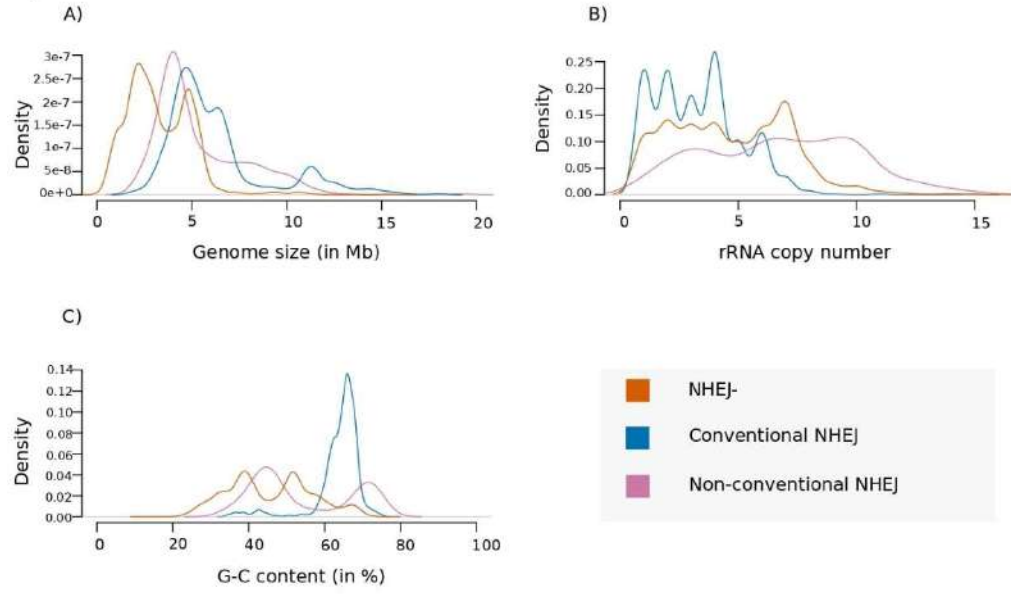 A)
3e-7
2.5e-7
2e-7
1.5e-7
1e-7
5e-8
0e+0
Density
0 5 10 15 20
Genome size (in Mb)
B)
0.25
0.20
0.15
0.10
0.05
0.00
Density
0 5 10 15
rRNA copy number
C)
0.14
0.12
0.10
0.08
0.06
0.04
0.02
0.00
Density
0 20 40 60 80 100
G-C content (in %)
NHEJ-
Conventional NHEJ
Non-conventional NHEJ